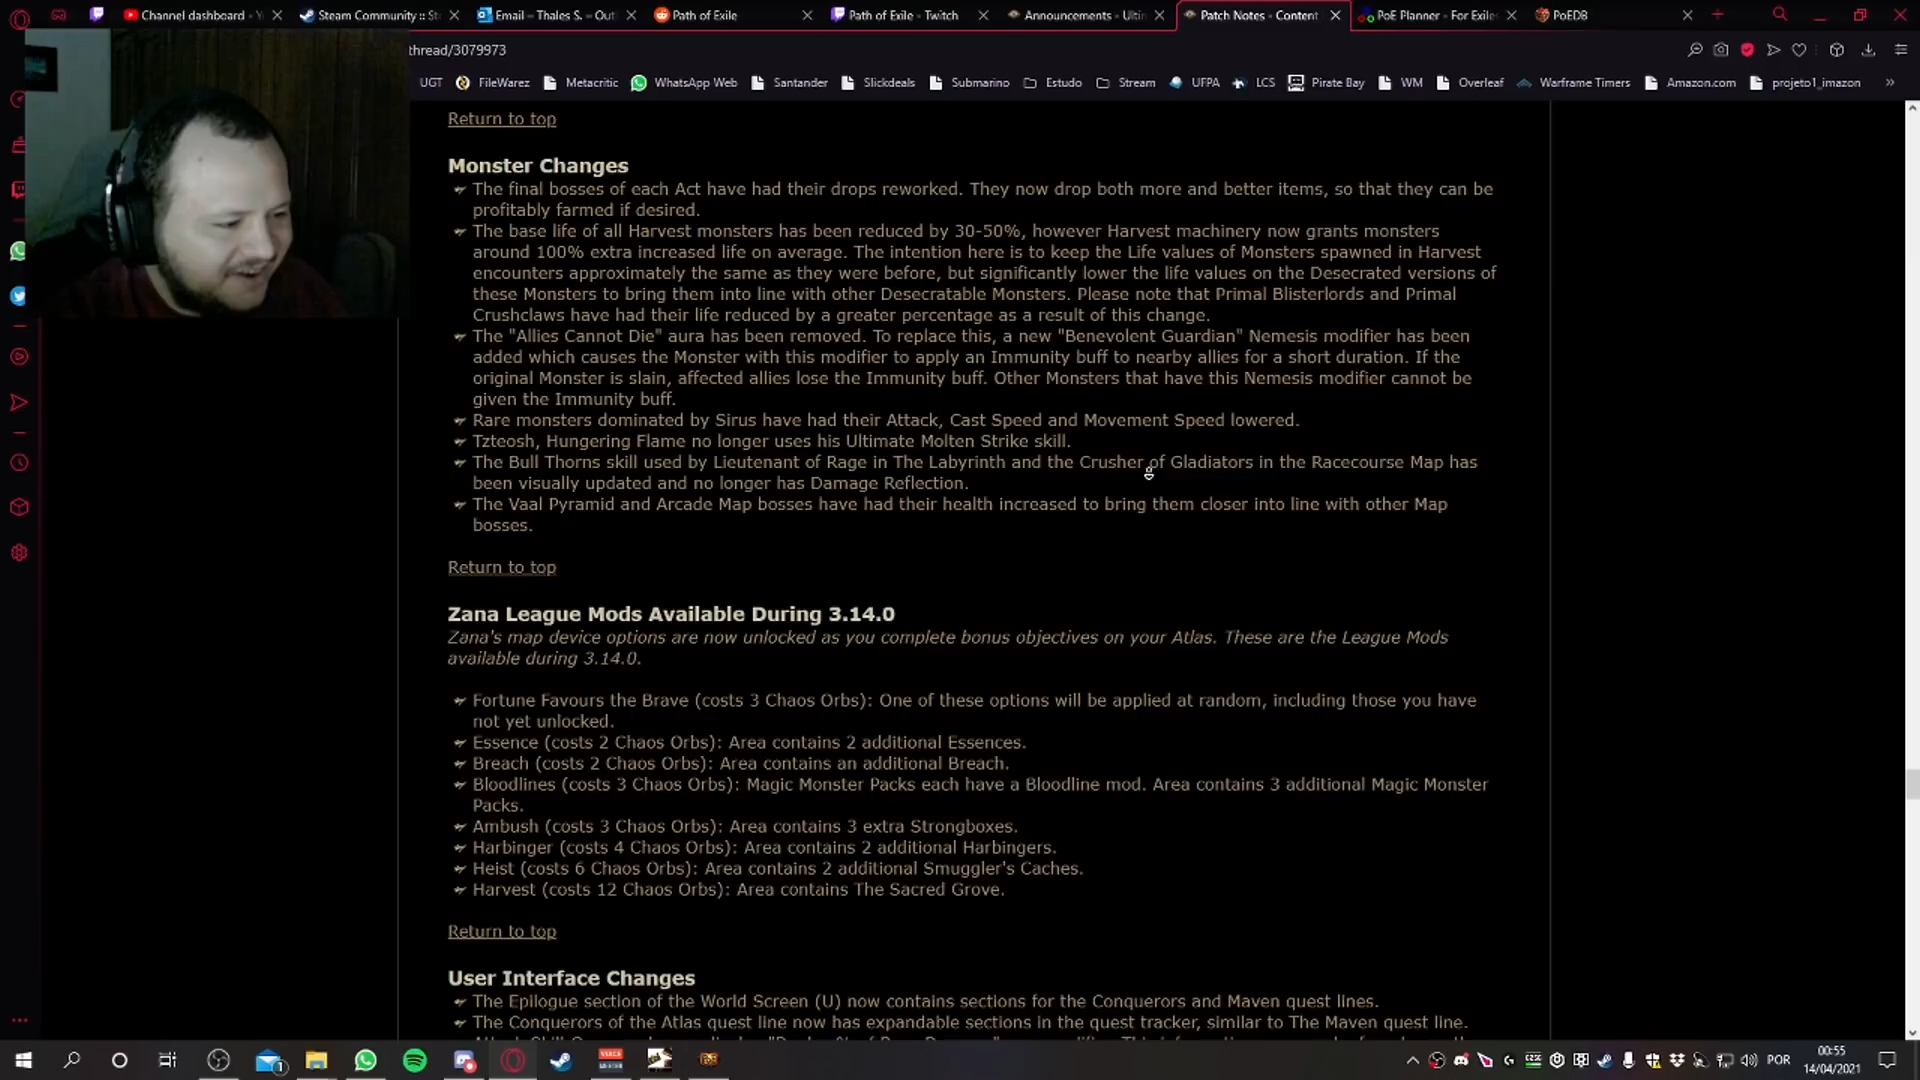 Channel dashboard - Y
Steam Community :: St
Email – Thales S. – Out
Path of Exile
Path of Exile - Twitch
Announcements - Ultin
Patch Notes - Content
PoE Planner - For Exile
PoEDB
thread/3079973
UGT
FileWarez
Metacritic
WhatsApp Web
Santander
Slickdeals
Submarino
Estudo
Stream
UFPA
LCS
Pirate Bay
WM
Overleaf
Warframe Timers
Amazon.com
projeto1_imazon
Return to top
Monster Changes
The final bosses of each Act have had their drops reworked. They now drop both more and better items, so that they can be
profitably farmed if desired.
The base life of all Harvest monsters has been reduced by 30-50%, however Harvest machinery now grants monsters
around 100% extra increased life on average. The intention here is to keep the Life values of Monsters spawned in Harvest
encounters approximately the same as they were before, but significantly lower the life values on the Desecrated versions of
these Monsters to bring them into line with other Desecratable Monsters. Please note that Primal Blisterlords and Primal
Crushclaws have had their life reduced by a greater percentage as a result of this change.
The "Allies Cannot Die" aura has been removed. To replace this, a new "Benevolent Guardian" Nemesis modifier has been
added which causes the Monster with this modifier to apply an Immunity buff to nearby allies for a short duration. If the
original Monster is slain, affected allies lose the Immunity buff. Other Monsters that have this Nemesis modifier cannot be
given the Immunity buff.
Rare monsters dominated by Sirus have had their Attack, Cast Speed and Movement Speed lowered.
Tzteosh, Hungering Flame no longer uses his Ultimate Molten Strike skill.
The Bull Thorns skill used by Lieutenant of Rage in The Labyrinth and the Crusher of Gladiators in the Racecourse Map has
been visually updated and no longer has Damage Reflection.
The Vaal Pyramid and Arcade Map bosses have had their health increased to bring them closer into line with other Map
bosses.
Return to top
Zana League Mods Available During 3.14.0
Zana's map device options are now unlocked as you complete bonus objectives on your Atlas. These are the League Mods
available during 3.14.0.
Fortune Favours the Brave (costs 3 Chaos Orbs): One of these options will be applied at random, including those you have
not yet unlocked.
Essence (costs 2 Chaos Orbs): Area contains 2 additional Essences.
Breach (costs 2 Chaos Orbs): Area contains an additional Breach.
Bloodlines (costs 3 Chaos Orbs): Magic Monster Packs each have a Bloodline mod. Area contains 3 additional Magic Monster
Packs.
Ambush (costs 3 Chaos Orbs): Area contains 3 extra Strongboxes.
Harbinger (costs 4 Chaos Orbs): Area contains 2 additional Harbingers.
Heist (costs 6 Chaos Orbs): Area contains 2 additional Smuggler's Caches.
Harvest (costs 12 Chaos Orbs): Area contains The Sacred Grove.
Return to top
User Interface Changes
The Epilogue section of the World Screen (U) now contains sections for the Conquerors and Maven quest lines.
The Conquerors of the Atlas quest line now has expandable sections in the quest tracker, similar to The Maven quest line.
POR
00:55
14/04/2021